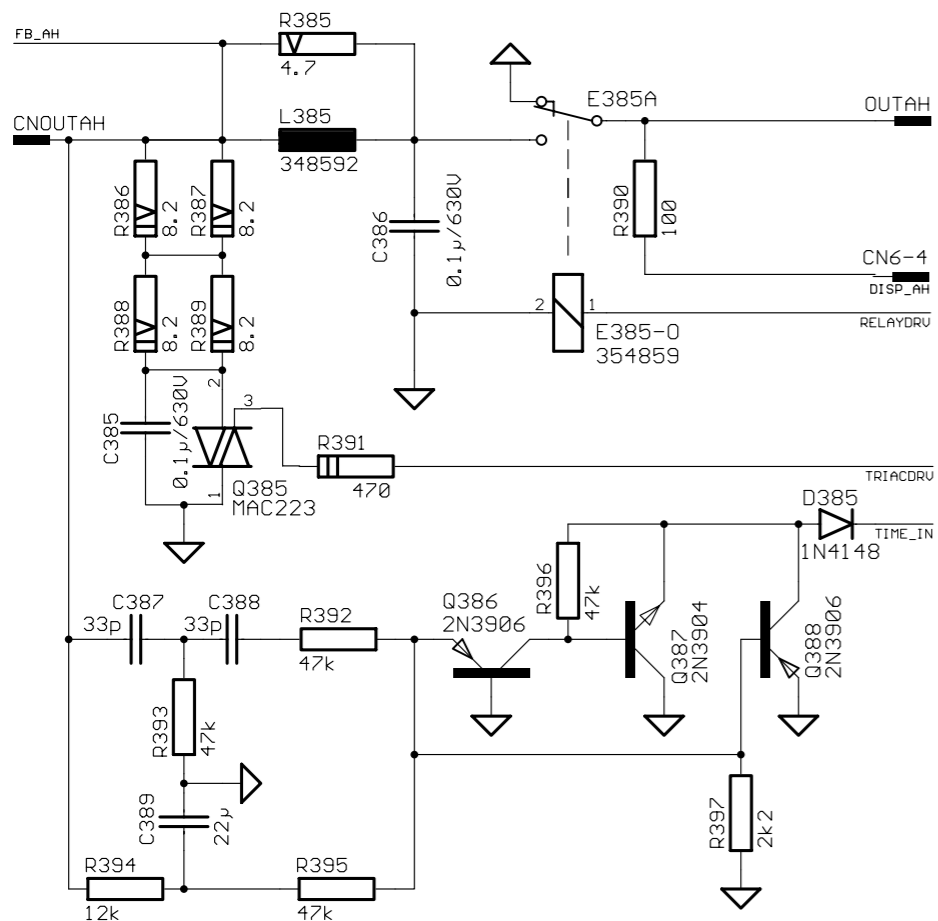 R385
FB_AH
4.7
E385A
OUTAH
CNOUTAH
L385
348592
R386
8.2
R387
8.2
C386
0.1µ/630V
R390
100
CN6-4
DISP_AH
R388
8.2
R389
8.2
2
1
RELAYDRV
E385-O
354859
2
3
C385
0.1µ/630V
R391
470
TRIACDRV
1
Q385
MAC223
D385
1N4148
TIME_IN
R396
47k
C387
33p
C388
33p
R392
47k
Q386
2N3906
Q387
2N3904
Q388
2N3906
R393
47k
C389
22µ
R397
2k2
R394
12k
R395
47k